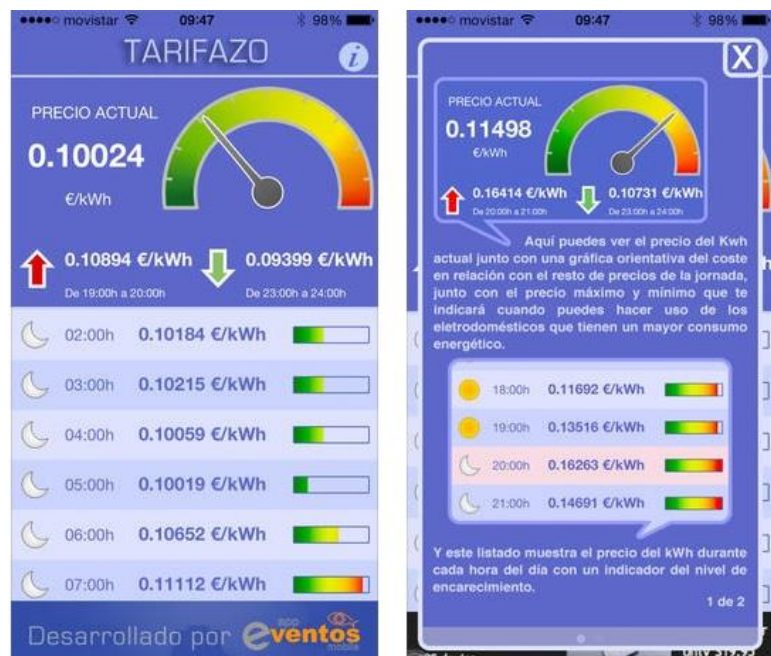 movistar 09:47 98%
TARIFAZO i
PRECIO ACTUAL
0.10024
€/kWh
0.10894 €/kWh 0.09399 €/kWh
De 19:00h a 20:00h De 23:00h a 24:00h
02:00h 0.10184 €/kWh
03:00h 0.10215 €/kWh
04:00h 0.10059 €/kWh
05:00h 0.10019 €/kWh
06:00h 0.10652 €/kWh
07:00h 0.11112 €/kWh
Desarrollado por app eventos mobile
movistar 09:47 98%
X
PRECIO ACTUAL
0.11498
€/kWh
0.16414 €/kWh 0.10731 €/kWh
De 20:00h a 21:00h De 23:00h a 24:00h
Aquí puedes ver el precio del Kwh
actual junto con una gráfica orientativa del coste
en relación con el resto de precios de la jornada,
junto con el precio máximo y mínimo que te
indicará cuando puedes hacer uso de los
eletrodomésticos que tienen un mayor consumo
energético.
18:00h 0.11692 €/kWh
19:00h 0.13516 €/kWh
20:00h 0.16263 €/kWh
21:00h 0.14691 €/kWh
Y este listado muestra el precio del kWh durante
cada hora del día con un indicador del nivel de
encarecimiento.
1 de 2